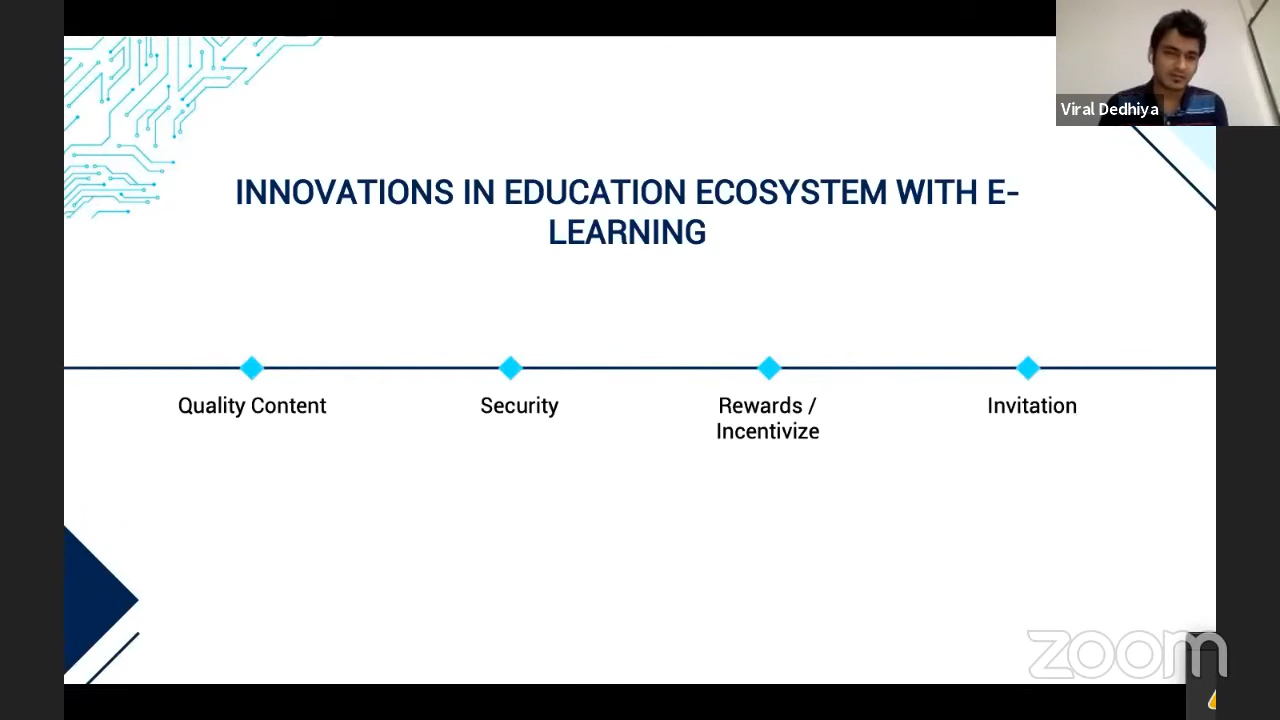 Viral Dedhiya
INNOVATIONS IN EDUCATION ECOSYSTEM WITH E-
LEARNING
Quality Content
Security
Rewards /
Incentivize
Invitation
zoom